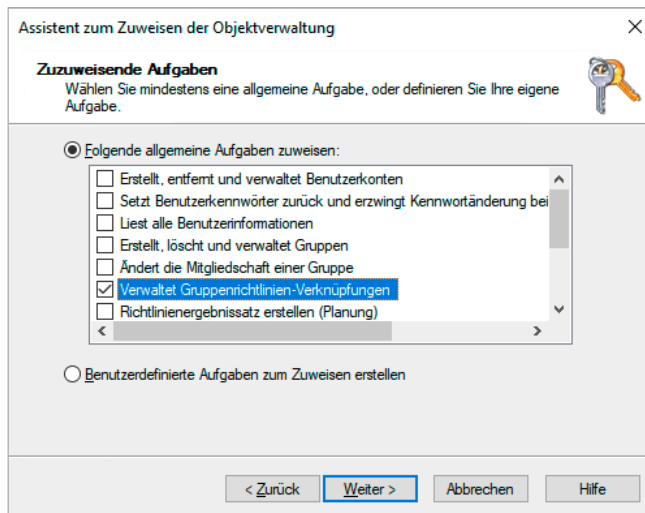 Assistent zum Zuweisen der Objektverwaltung
Zuzuweisende Aufgaben
Wählen Sie mindestens eine allgemeine Aufgabe, oder definieren Sie Ihre eigene
Aufgabe.
Folgende allgemeine Aufgaben zuweisen:
Erstellt, entfernt und verwaltet Benutzerkonten
Setzt Benutzerkennwörter zurück und erzwingt Kennwortänderung bei
Liest alle Benutzerinformationen
Erstellt, löscht und verwaltet Gruppen
Ändert die Mitgliedschaft einer Gruppe
Verwaltet Gruppenrichtlinien-Verknüpfungen
Richtlinienergebnissatz erstellen (Planung)
Benutzerdefinierte Aufgaben zum Zuweisen erstellen
< Zurück Weiter > Abbrechen Hilfe